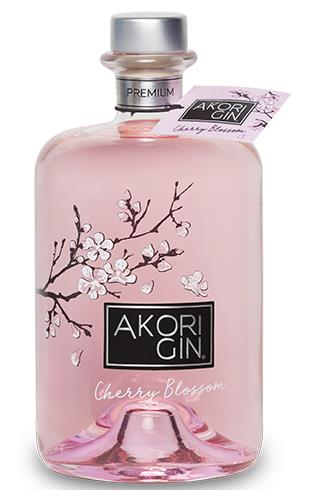 PREMIUM
AKORI
GIN
Cherry Blossom
AKORI
GIN®
Cherry Blossom